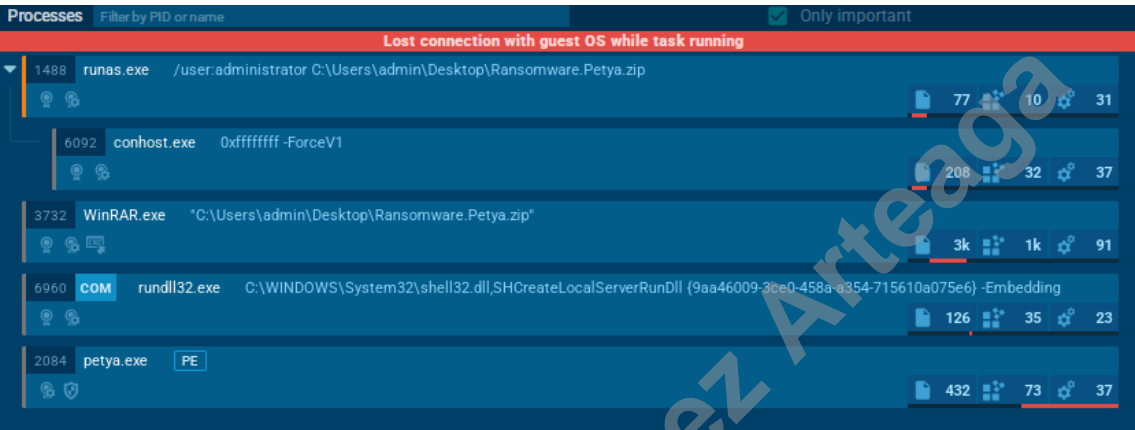 Processes Filter by PID or name Only important
Lost connection with guest OS while task running
1488 runas.exe /user:administrator C:\Users\admin\Desktop\Ransomware.Petya.zip
77 10 31
6092 conhost.exe 0xffffffff -ForceV1
208 32 37
3732 WinRAR.exe "C:\Users\admin\Desktop\Ransomware.Petya.zip"
EXE
3k 1k 91
6960 COM rundll32.exe C:\WINDOWS\System32\shell32.dll,SHCreateLocalServerRunDll {9aa46009-3ce0-458a-a354-715610a075e6} -Embedding
126 35 23
2084 petya.exe PE
432 73 37
ez Arteaga